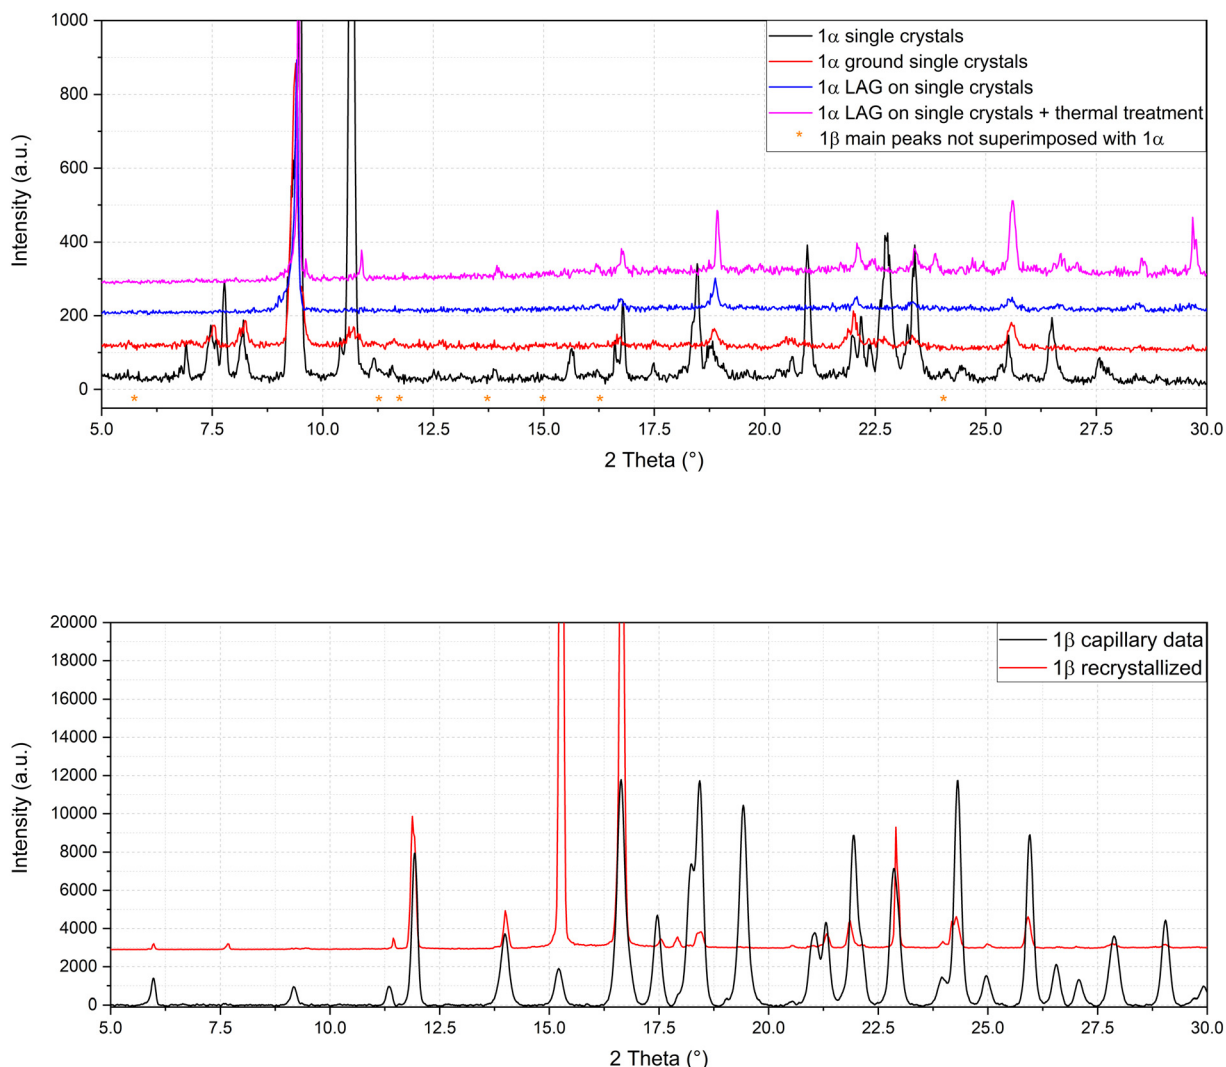 1000
800
600
400
200
0
Intensity (a.u.)
1α single crystals
1α ground single crystals
1α LAG on single crystals
1α LAG on single crystals + thermal treatment
* 1β main peaks not superimposed with 1α
* * * * * * *
5.0 7.5 10.0 12.5 15.0 17.5 20.0 22.5 25.0 27.5 30.0
2 Theta (°)
20000
18000
16000
14000
12000
10000
8000
6000
4000
2000
0
Intensity (a.u.)
1β capillary data
1β recrystallized
5.0 7.5 10.0 12.5 15.0 17.5 20.0 22.5 25.0 27.5 30.0
2 Theta (°)